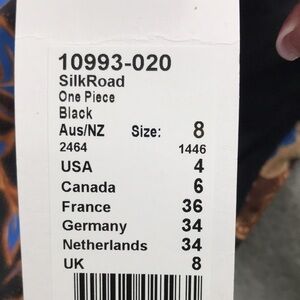 10993-020
SilkRoad
One Piece
Black
Aus/NZ Size: 8
2464 1446
USA 4
Canada 6
France 36
Germany 34
Netherlands 34
UK 8